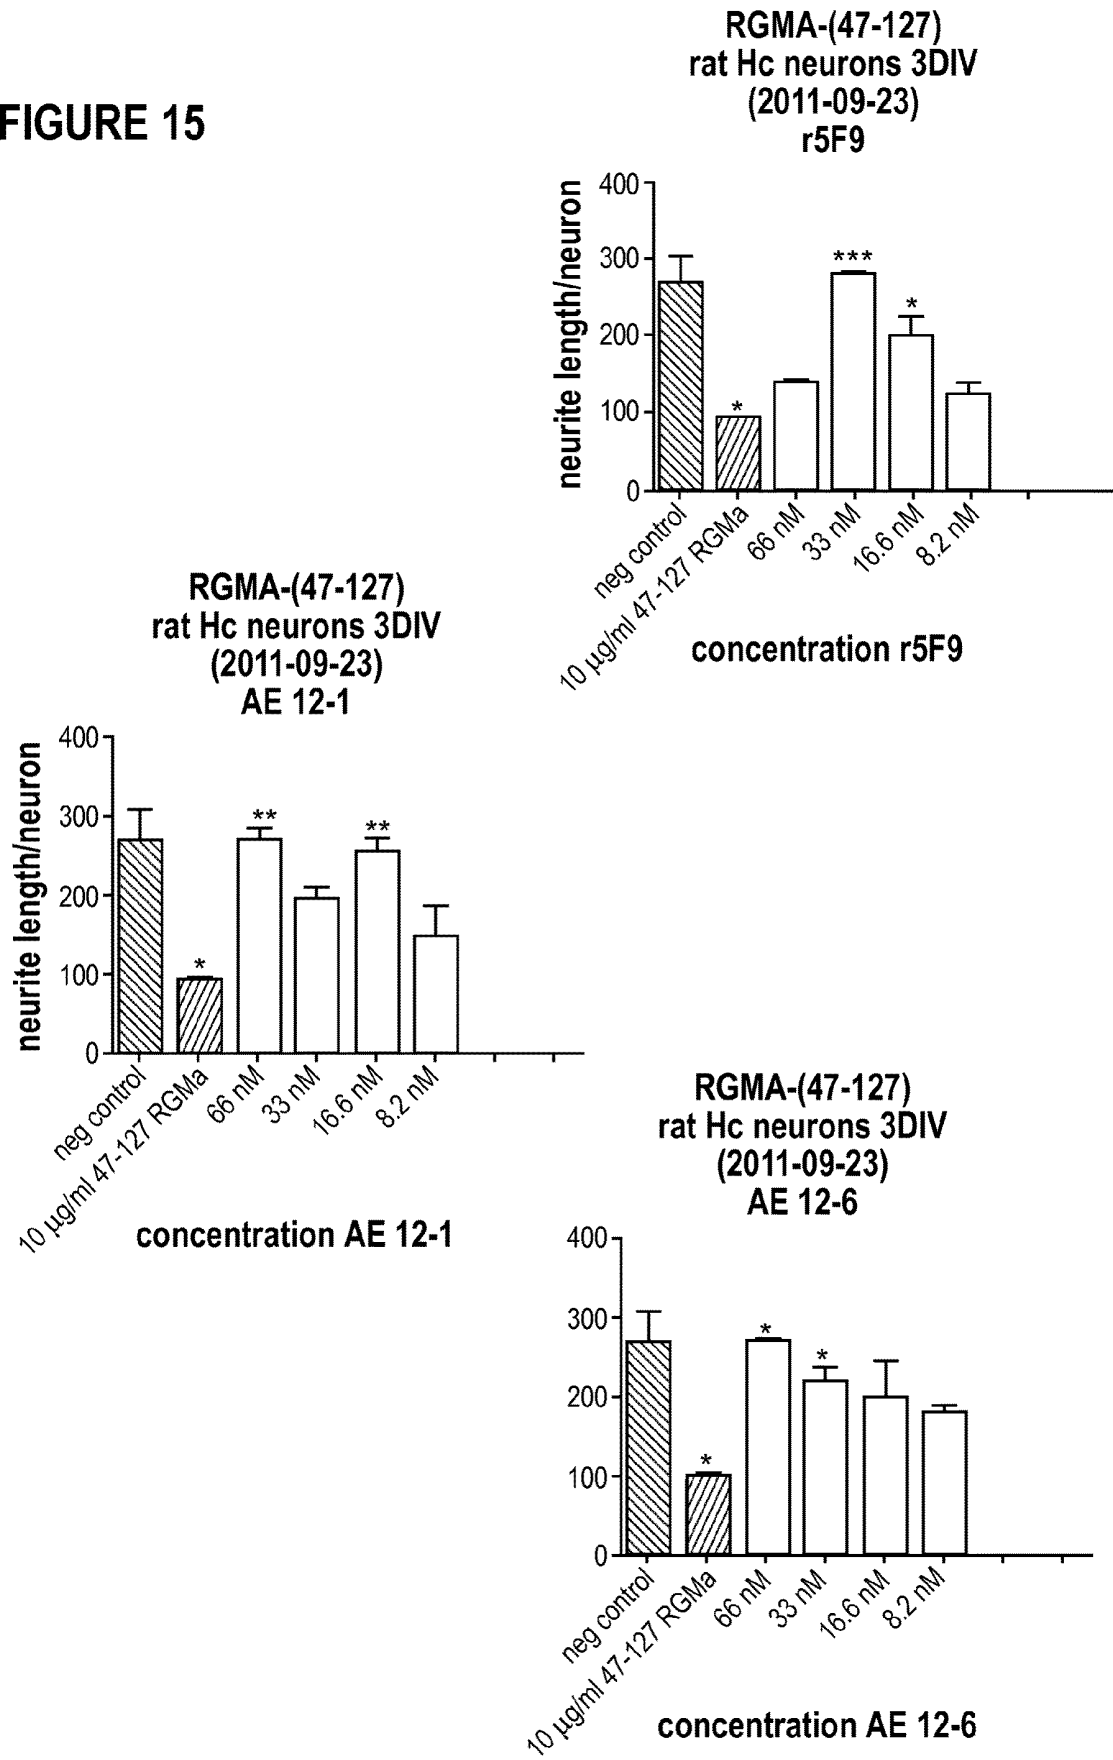 FIGURE 15
RGMA-(47-127)
rat Hc neurons 3DIV
(2011-09-23)
r5F9
neurite length/neuron
400
300
200
100
0
***
*
*
neg control
10 µg/ml 47-127 RGMa
66 nM
33 nM
16.6 nM
8.2 nM
concentration r5F9
RGMA-(47-127)
rat Hc neurons 3DIV
(2011-09-23)
AE 12-1
neurite length/neuron
400
300
200
100
0
**
**
*
neg control
10 µg/ml 47-127 RGMa
66 nM
33 nM
16.6 nM
8.2 nM
concentration AE 12-1
RGMA-(47-127)
rat Hc neurons 3DIV
(2011-09-23)
AE 12-6
400
300
200
100
0
*
*
*
neg control
10 µg/ml 47-127 RGMa
66 nM
33 nM
16.6 nM
8.2 nM
concentration AE 12-6